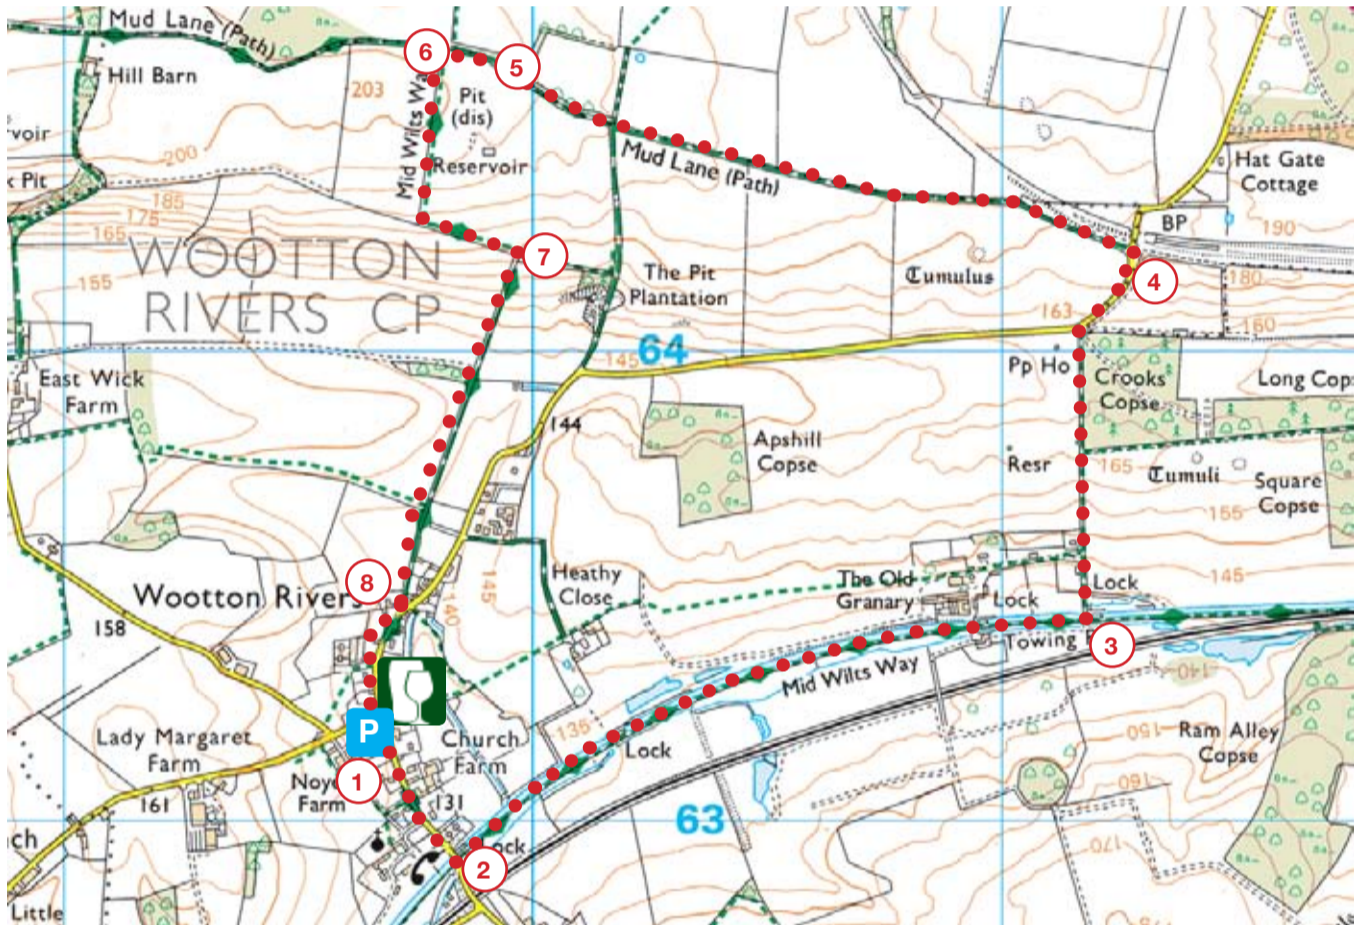 Mud Lane (Path)
Hill Barn
203
6
5
Pit
(dis)
Reservoir
Mid Wilts
voir
200
k Pit
185
175
165
155
WOOTTON
RIVERS CP
7
Mud Lane (Path)
The Pit
Plantation
Tumulus
Hat Gate
Cottage
BP
190
180
160
4
163
64
145
Pp Ho
Crooks
Copse
Long Cop
East Wick
Farm
144
Apshill
Copse
Resr
165
Tumuli
Square
Copse
155
145
8
Wootton Rivers
158
145
140
Heathy
Close
The Old
Granary
Lock
Lock
Towing
3
Mid Wilts Way
140
150
160
170
Ram Alley
Copse
P
Lady Margaret
Farm
161
1
Farm
Church
Farm
131
135
Lock
63
2
ock
ch
Little